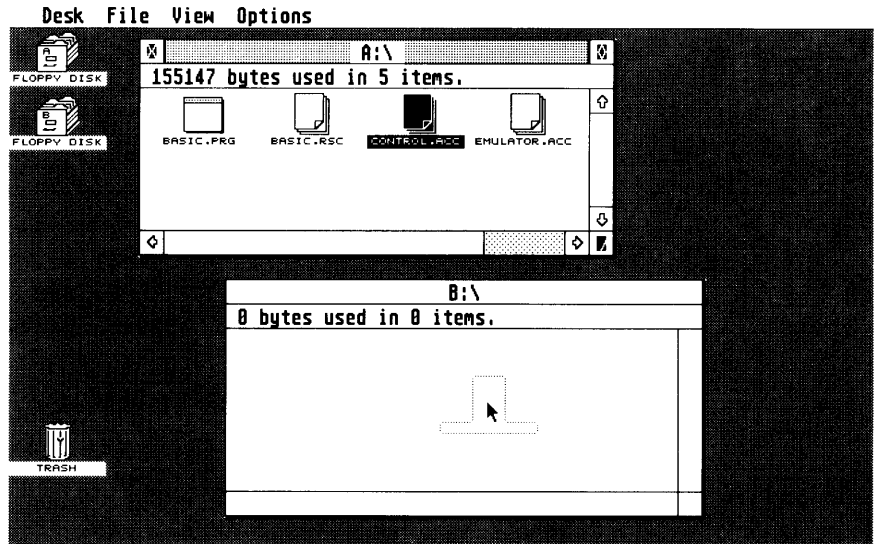 Desk File View Options
A
FLOPPY DISK
B
FLOPPY DISK
A:\
155147 bytes used in 5 items.
BASIC.PRG BASIC.RSC CONTROL.ACC EMULATOR.ACC
B:\
0 bytes used in 0 items.
TRASH